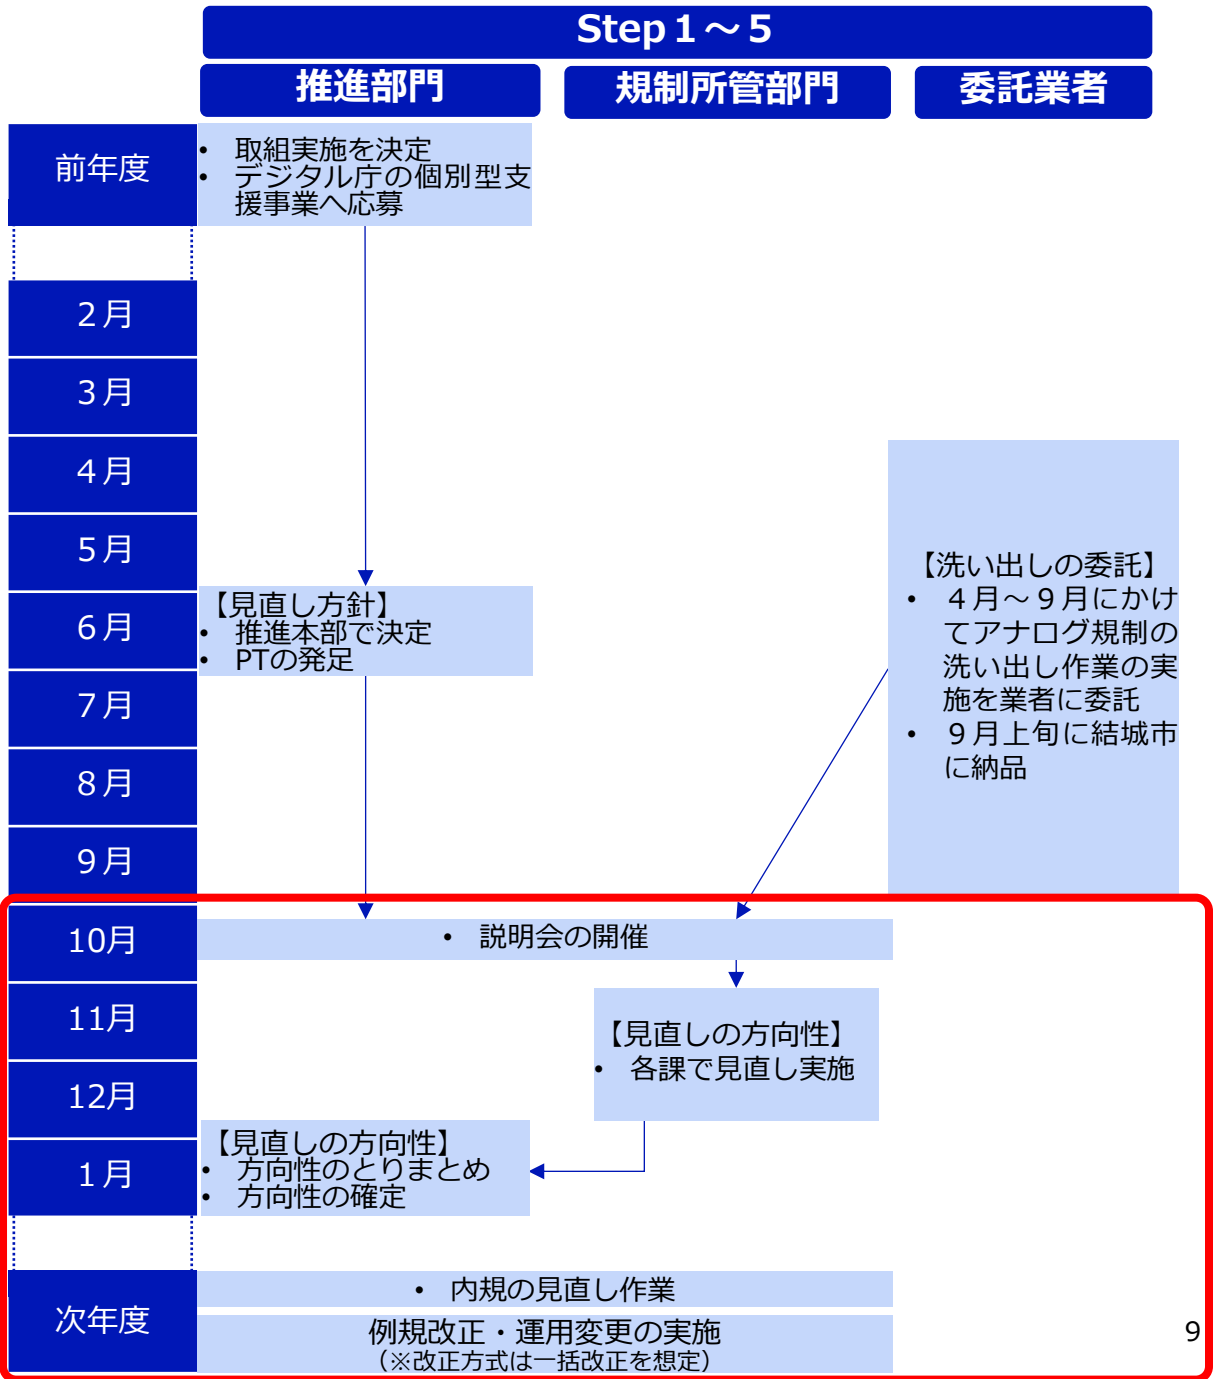 Step１～５
推進部門
規制所管部門
委託業者
前年度
• 取組実施を決定
• デジタル庁の個別型支
援事業へ応募
２月
３月
４月
５月
６月
【見直し方針】
• 推進本部で決定
• PTの発足
７月
８月
９月
【洗い出しの委託】
• ４月～９月にかけ
てアナログ規制の
洗い出し作業の実
施を業者に委託
• ９月上旬に結城市
に納品
10月
• 説明会の開催
11月
【見直しの方向性】
• 各課で見直し実施
12月
１月
【見直しの方向性】
• 方向性のとりまとめ
• 方向性の確定
次年度
• 内規の見直し作業
例規改正・運用変更の実施
（※改正方式は一括改正を想定）
9